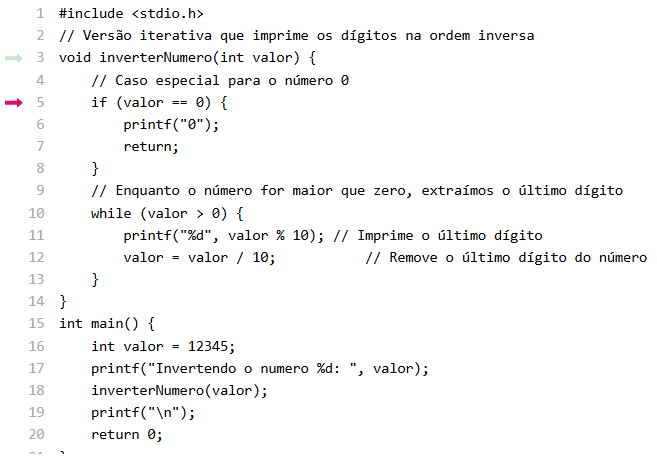 1 #include <stdio.h>
2 // Versão iterativa que imprime os dígitos na ordem inversa
3 void inverterNumero(int valor) {
4     // Caso especial para o número 0
5     if (valor == 0) {
6         printf("0");
7         return;
8     }
9     // Enquanto o número for maior que zero, extraímos o último dígito
10     while (valor > 0) {
11         printf("%d", valor % 10); // Imprime o último dígito
12         valor = valor / 10;           // Remove o último dígito do número
13     }
14 }
15 int main() {
16     int valor = 12345;
17     printf("Invertendo o numero %d: ", valor);
18     inverterNumero(valor);
19     printf("\n");
20     return 0;